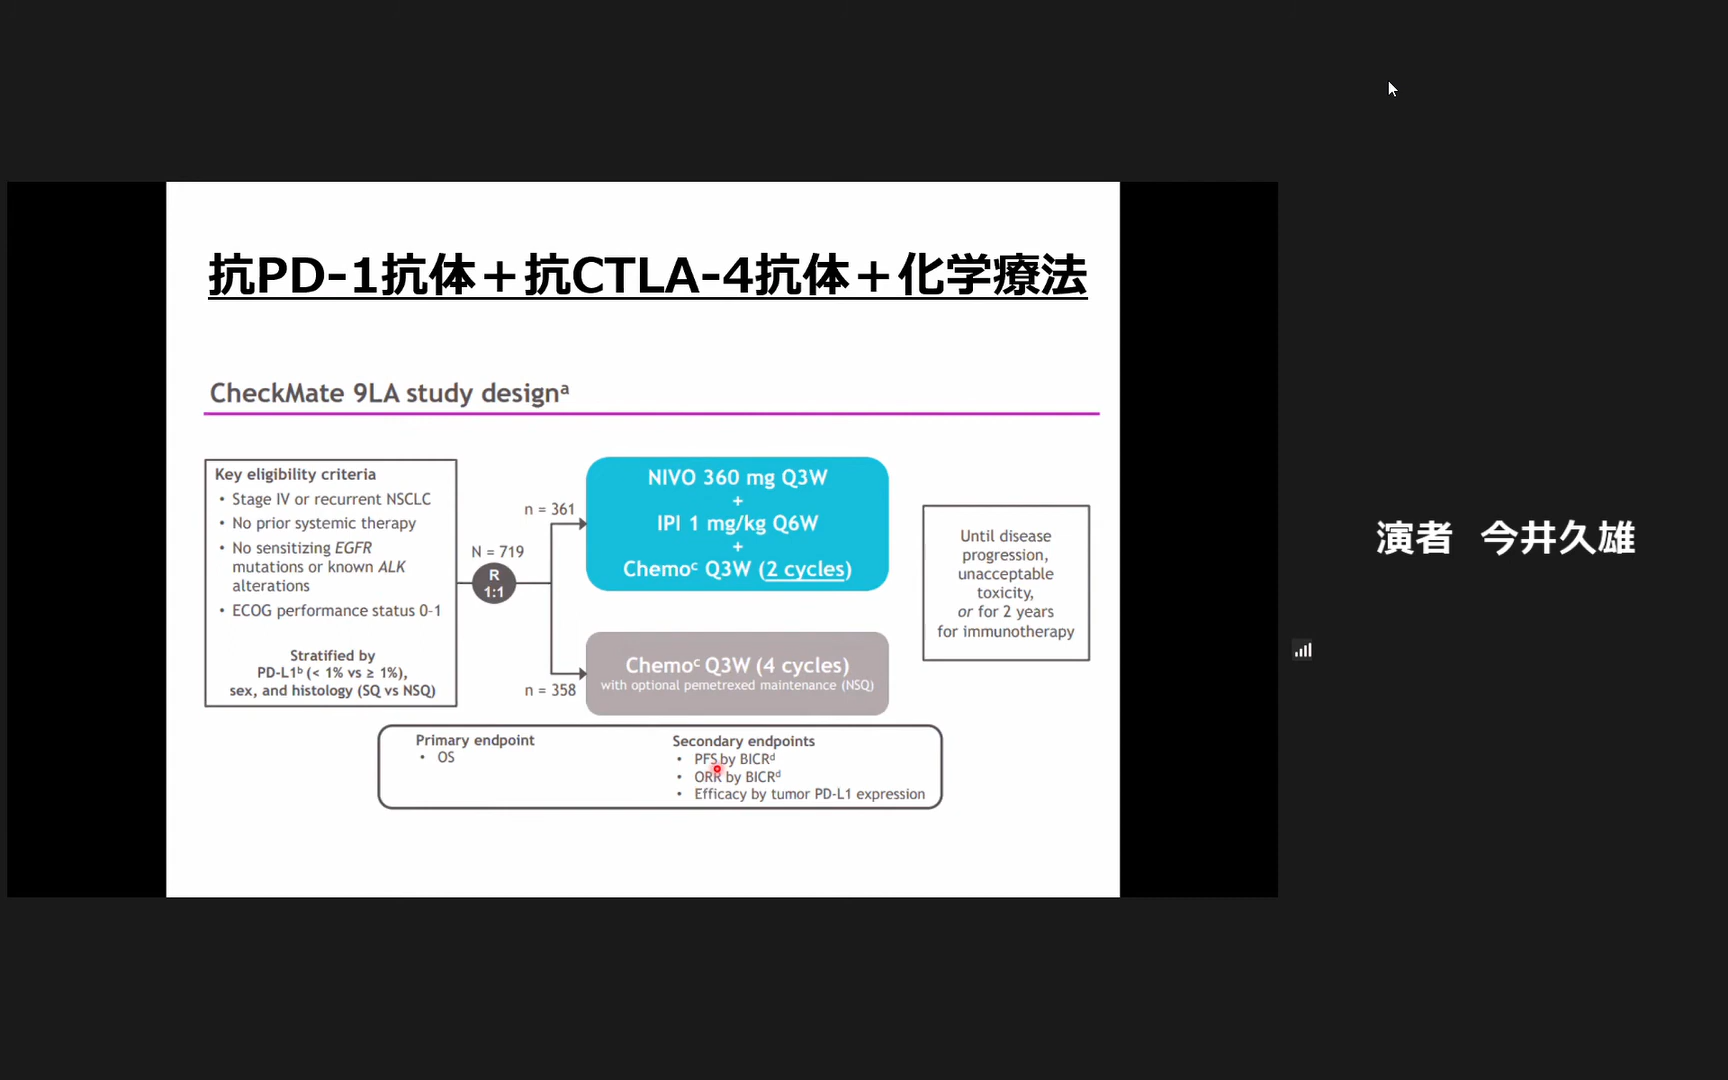 抗PD-1抗体＋抗CTLA-4抗体＋化学療法
CheckMate 9LA study designᵃ
Key eligibility criteria
• Stage IV or recurrent NSCLC
• No prior systemic therapy
• No sensitizing EGFR
mutations or known ALK
alterations
• ECOG performance status 0-1
Stratified by
PD-L1ᵇ (< 1% vs ≥ 1%),
sex, and histology (SQ vs NSQ)
N = 719
R
1:1
n = 361
NIVO 360 mg Q3W
+
IPI 1 mg/kg Q6W
+
Chemoᶜ Q3W (2 cycles)
n = 358
Chemoᶜ Q3W (4 cycles)
with optional pemetrexed maintenance (NSQ)
Until disease
progression,
unacceptable
toxicity,
or for 2 years
for immunotherapy
Primary endpoint
• OS
Secondary endpoints
• PFS by BICRᵈ
• ORR by BICRᵈ
• Efficacy by tumor PD-L1 expression
演者 今井久雄